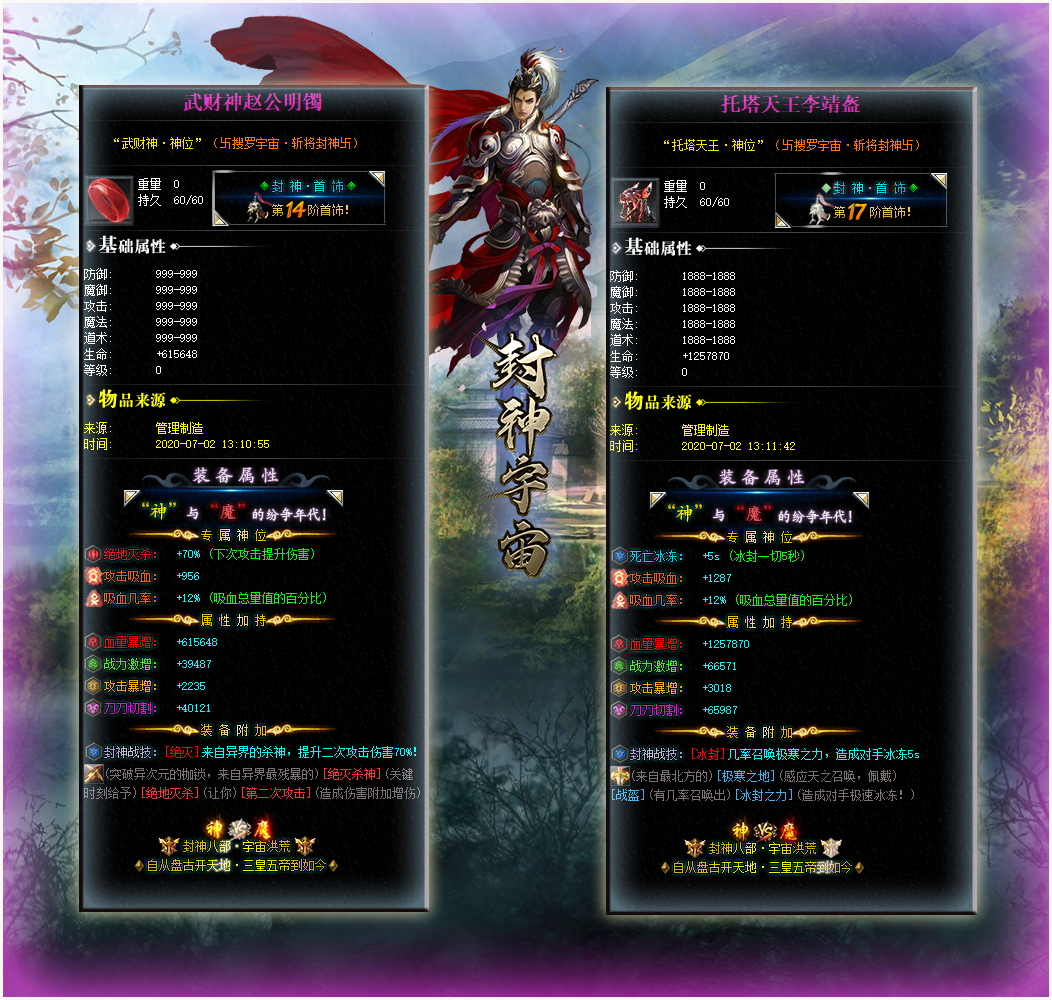 武财神赵公明镯
“武财神·神位”（卐搜罗宇宙·斩将封神卐）
重量 0
持久 60/60
封 神·首 饰
第14阶首饰!
基础属性
防御: 999-999
魔御: 999-999
攻击: 999-999
魔法: 999-999
道术: 999-999
生命: +615648
等级: 0
物品来源
来源: 管理制造
时间: 2020-07-02 13:10:55
装备属性
“神” 与 “魔” 的纷争年代!
专属神位
绝地灭杀: +70% (下次攻击提升伤害)
攻击吸血: +956
吸血几率: +12% (吸血总量值的百分比)
属性加持
血量暴增: +615648
战力激增: +39487
攻击暴增: +2235
刀刀切割: +40121
装备附加
封神战技: [绝灭]来自异界的杀神，提升二次攻击伤害70%!
(突破异次元的枷锁，来自异界最残暴的)[绝灭杀神](关键
时刻给予)[绝地灭杀](让你)[第二次攻击](造成伤害附加增伤)
神 VS 魔
封神八部·宇宙洪荒
自从盘古开天地·三皇五帝到如今
封神宇宙
托塔天王李靖盔
“托塔天王·神位”（卐搜罗宇宙·斩将封神卐）
重量 0
持久 60/60
封 神·首 饰
第17阶首饰!
基础属性
防御: 1888-1888
魔御: 1888-1888
攻击: 1888-1888
魔法: 1888-1888
道术: 1888-1888
生命: +1257870
等级: 0
物品来源
来源: 管理制造
时间: 2020-07-02 13:11:42
装备属性
“神” 与 “魔” 的纷争年代!
专属神位
死亡冰冻: +5s (冰封一切5秒)
攻击吸血: +1287
吸血几率: +12% (吸血总量值的百分比)
属性加持
血量暴增: +1257870
战力激增: +66571
攻击暴增: +3018
刀刀切割: +65987
装备附加
封神战技: [冰封]几率召唤极寒之力，造成对手冰冻5s
(来自最北方的)[极寒之地](感应天之召唤，佩戴)
[战盔](有几率召唤出)[冰封之力](造成对手极速冰冻！)
神 VS 魔
封神八部·宇宙洪荒
自从盘古开天地·三皇五帝到如今